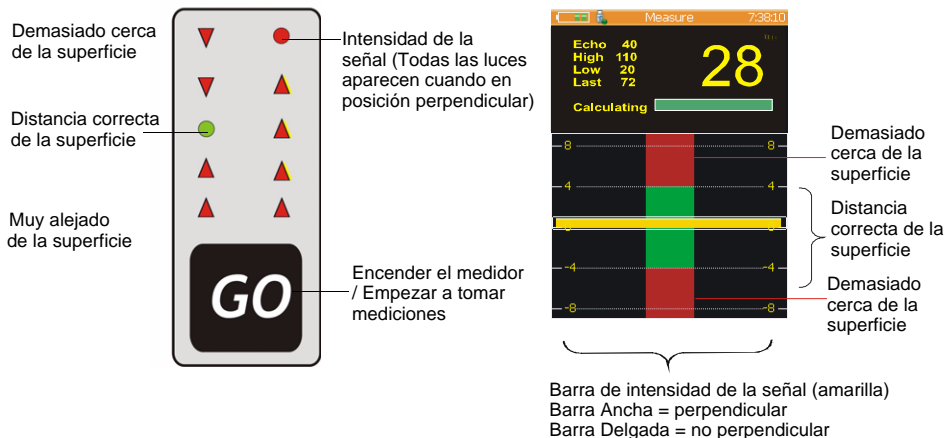 Demasiado cerca
de la superficie
Distancia correcta
de la superficie
Muy alejado
de la superficie
Intensidad de la
señal (Todas las luces
aparecen cuando en
posición perpendicular)
GO
Encender el medidor
/ Empezar a tomar
mediciones
Measure 7:38:10
Echo 40
High 110
Low 20
Last 72
28
Calculating
8 8
4 4
0 0
-4 -4
-8 -8
Demasiado
cerca de la
superficie
Distancia
correcta de la
superficie
Demasiado
cerca de la
superficie
Barra de intensidad de la señal (amarilla)
Barra Ancha = perpendicular
Barra Delgada = no perpendicular